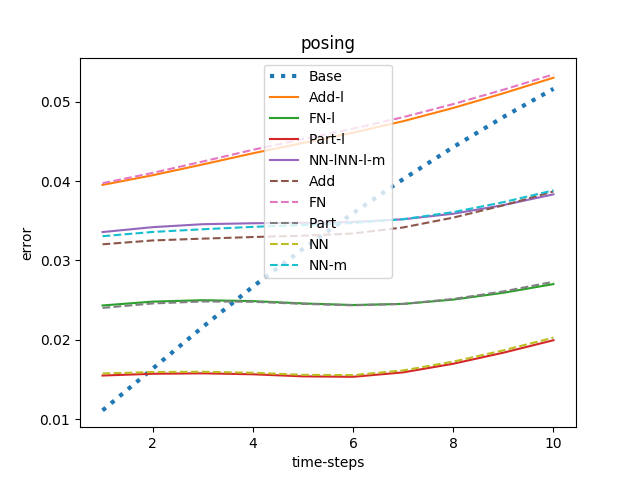 posing
error
0.05
0.04
0.03
0.02
0.01
Base
Add-l
FN-l
Part-l
NN-INN-l-m
Add
FN
Part
NN
NN-m
2
4
6
8
10
time-steps